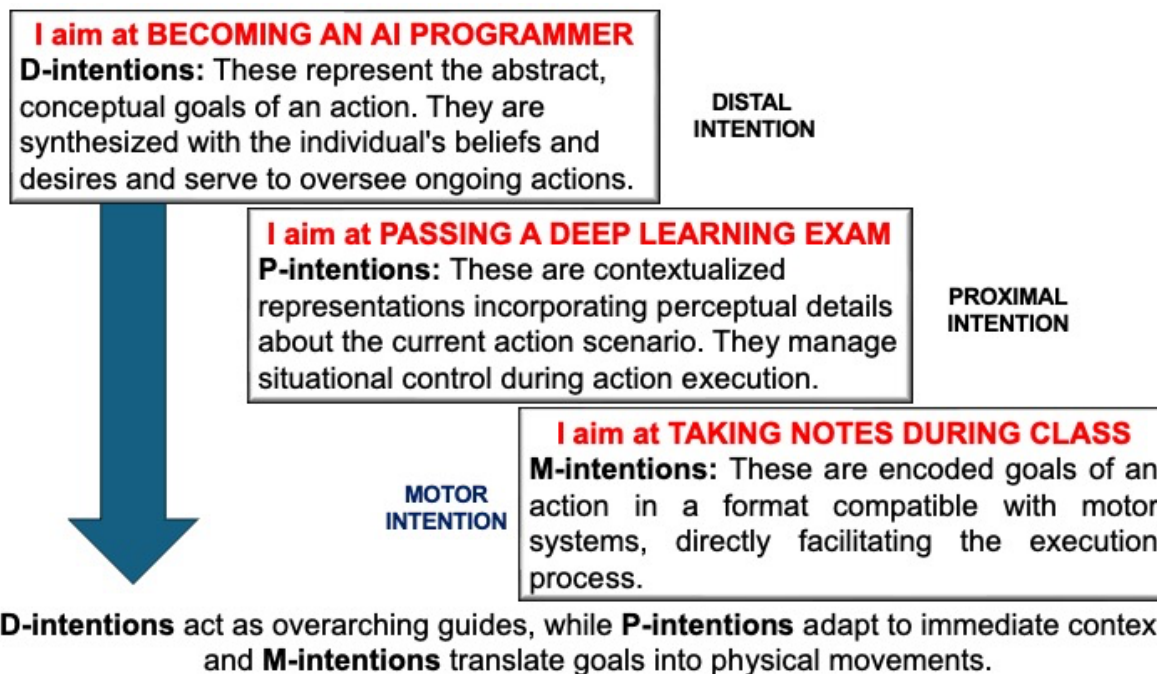 I aim at BECOMING AN AI PROGRAMMER
D-intentions: These represent the abstract,
conceptual goals of an action. They are
synthesized with the individual's beliefs and
desires and serve to oversee ongoing actions.
DISTAL
INTENTION
I aim at PASSING A DEEP LEARNING EXAM
P-intentions: These are contextualized
representations incorporating perceptual details
about the current action scenario. They manage
situational control during action execution.
PROXIMAL
INTENTION
I aim at TAKING NOTES DURING CLASS
M-intentions: These are encoded goals of an
action in a format compatible with motor
systems, directly facilitating the execution
process.
MOTOR
INTENTION
D-intentions act as overarching guides, while P-intentions adapt to immediate contex
and M-intentions translate goals into physical movements.